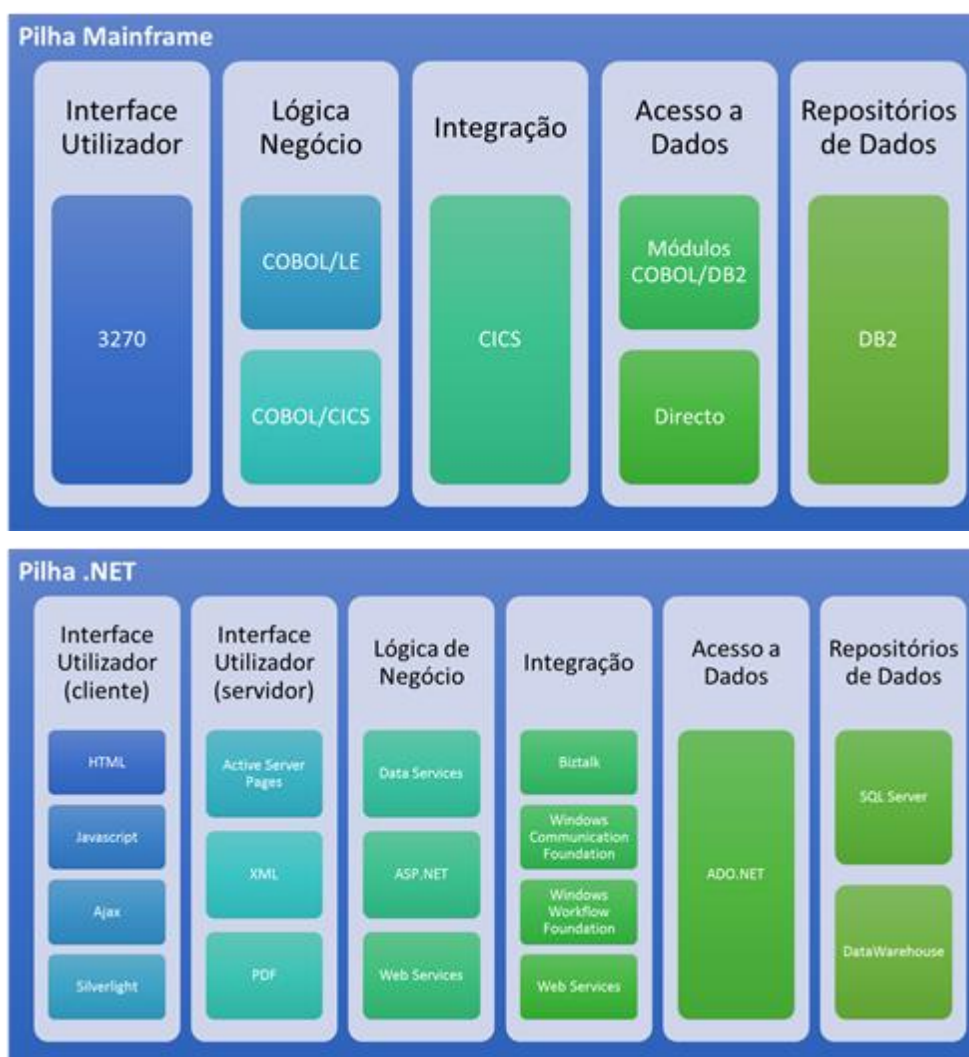 Pilha Mainframe
Interface
Utilizador
3270
Lógica
Negócio
COBOL/LE
COBOL/CICS
Integração
CICS
Acesso a
Dados
Módulos
COBOL/DB2
Directo
Repositórios
de Dados
DB2
Pilha .NET
Interface
Utilizador
(cliente)
HTML
Javascript
Ajax
Silverlight
Interface
Utilizador
(servidor)
Active Server
Pages
XML
PDF
Lógica de
Negócio
Data Services
ASP.NET
Web Services
Integração
Biztalk
Windows
Communication
Foundation
Windows
Workflow
Foundation
Web Services
Acesso a
Dados
ADO.NET
Repositórios
de Dados
SQL Server
DataWarehouse